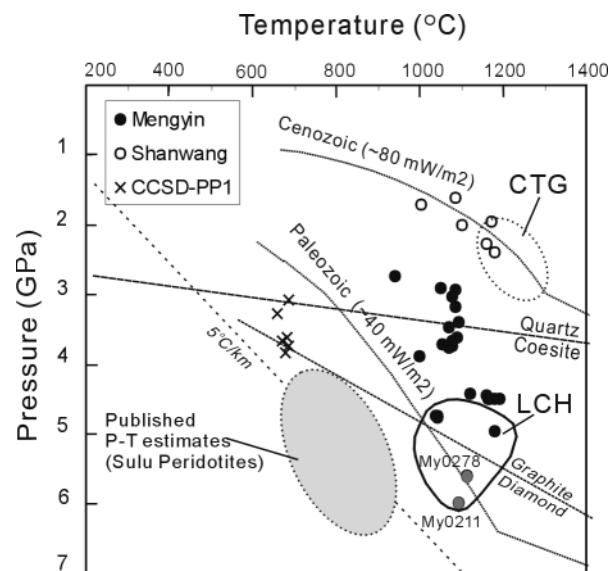 Temperature (°C)
200 400 600 800 1000 1200 1400
Mengyin
Shanwang
CCSD-PP1
Cenozoic (~80 mW/m2)
CTG
Paleozoic (~40 mW/m2)
Pressure (GPa)
1
2
3
4
5
6
7
Quartz
Coesite
5°C/km
LCH
Published
P-T estimates
(Sulu Peridotites)
My0278
Graphite
Diamond
My0211